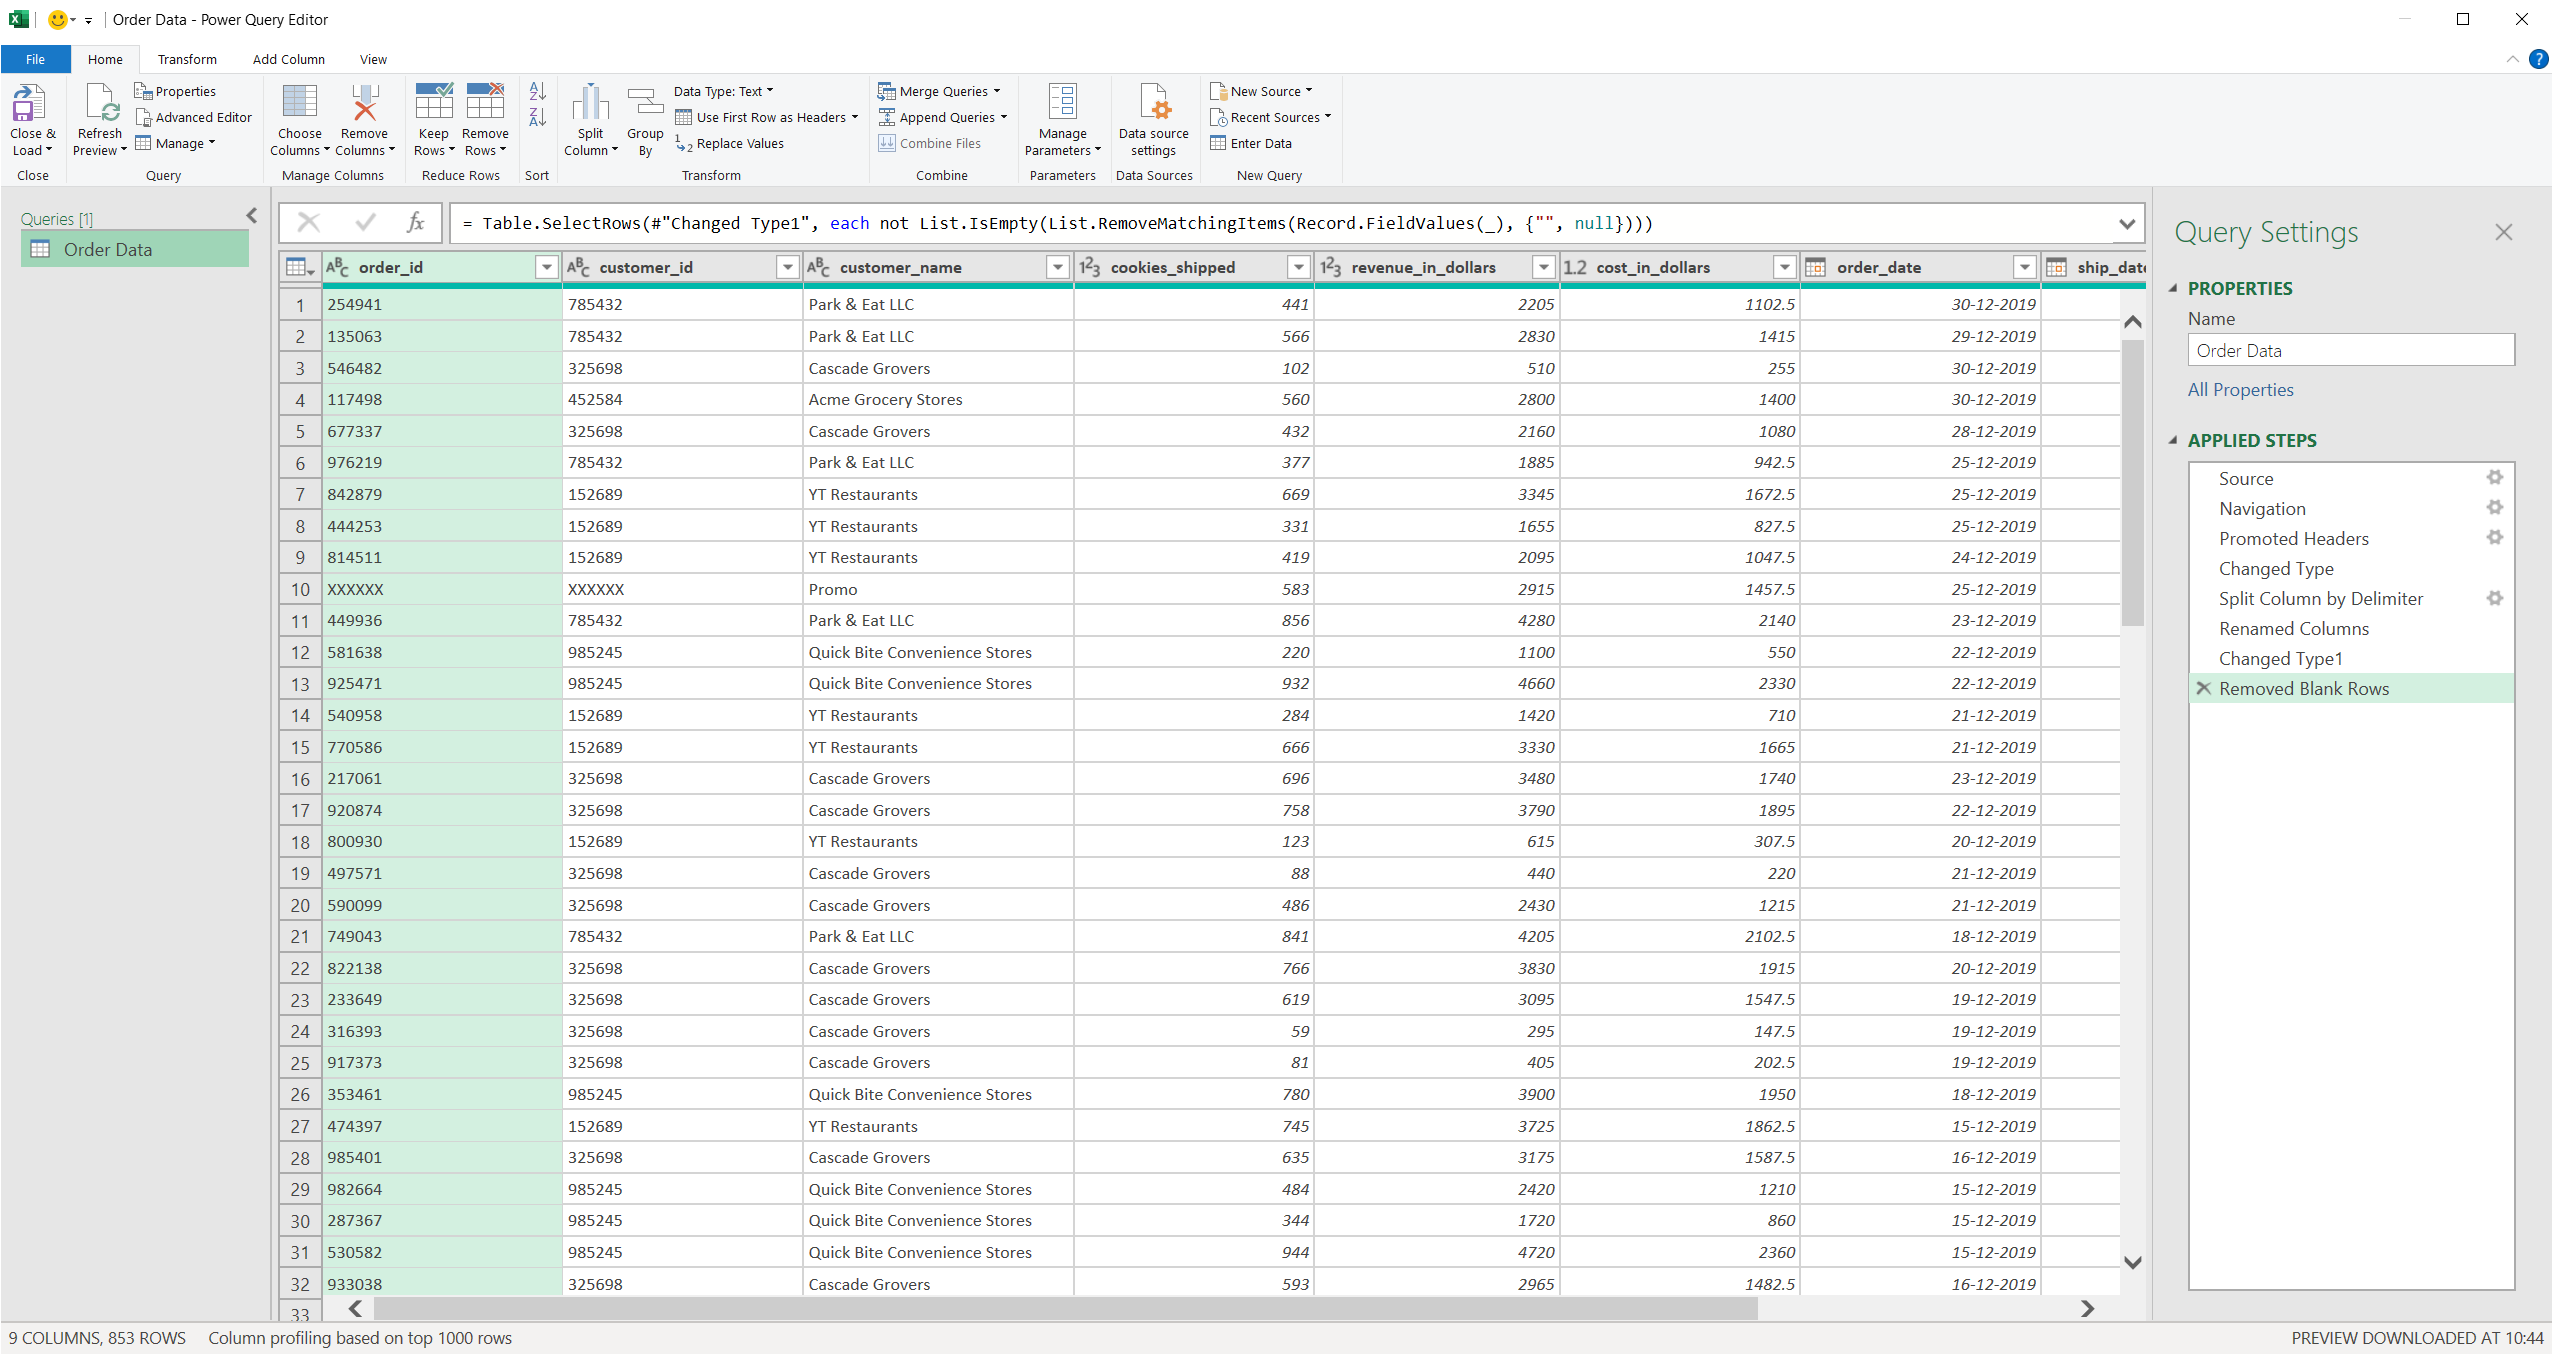 Order Data - Power Query Editor
File Home Transform Add Column View
Close & Load
Close
Refresh Preview
Properties
Advanced Editor
Manage
Query
Choose Columns
Remove Columns
Manage Columns
Keep Rows
Remove Rows
Reduce Rows
Sort
Split Column
Group By
Data Type: Text
Use First Row as Headers
Replace Values
Transform
Merge Queries
Append Queries
Combine Files
Combine
Manage Parameters
Parameters
Data source settings
Data Sources
New Source
Recent Sources
Enter Data
New Query
Queries [1]
Order Data
= Table.SelectRows(#"Changed Type1", each not List.IsEmpty(List.RemoveMatchingItems(Record.FieldValues(_), {"", null})))
order_id customer_id customer_name cookies_shipped revenue_in_dollars cost_in_dollars order_date ship_date
1 254941 785432 Park & Eat LLC 441 2205 1102.5 30-12-2019
2 135063 785432 Park & Eat LLC 566 2830 1415 29-12-2019
3 546482 325698 Cascade Grovers 102 510 255 30-12-2019
4 117498 452584 Acme Grocery Stores 560 2800 1400 30-12-2019
5 677337 325698 Cascade Grovers 432 2160 1080 28-12-2019
6 976219 785432 Park & Eat LLC 377 1885 942.5 25-12-2019
7 842879 152689 YT Restaurants 669 3345 1672.5 25-12-2019
8 444253 152689 YT Restaurants 331 1655 827.5 25-12-2019
9 814511 152689 YT Restaurants 419 2095 1047.5 24-12-2019
10 XXXXXX XXXXXX Promo 583 2915 1457.5 25-12-2019
11 449936 785432 Park & Eat LLC 856 4280 2140 23-12-2019
12 581638 985245 Quick Bite Convenience Stores 220 1100 550 22-12-2019
13 925471 985245 Quick Bite Convenience Stores 932 4660 2330 22-12-2019
14 540958 152689 YT Restaurants 284 1420 710 21-12-2019
15 770586 152689 YT Restaurants 666 3330 1665 21-12-2019
16 217061 325698 Cascade Grovers 696 3480 1740 23-12-2019
17 920874 325698 Cascade Grovers 758 3790 1895 22-12-2019
18 800930 152689 YT Restaurants 123 615 307.5 20-12-2019
19 497571 325698 Cascade Grovers 88 440 220 21-12-2019
20 590099 325698 Cascade Grovers 486 2430 1215 21-12-2019
21 749043 785432 Park & Eat LLC 841 4205 2102.5 18-12-2019
22 822138 325698 Cascade Grovers 766 3830 1915 20-12-2019
23 233649 325698 Cascade Grovers 619 3095 1547.5 19-12-2019
24 316393 325698 Cascade Grovers 59 295 147.5 19-12-2019
25 917373 325698 Cascade Grovers 81 405 202.5 19-12-2019
26 353461 985245 Quick Bite Convenience Stores 780 3900 1950 18-12-2019
27 474397 152689 YT Restaurants 745 3725 1862.5 15-12-2019
28 985401 325698 Cascade Grovers 635 3175 1587.5 16-12-2019
29 982664 985245 Quick Bite Convenience Stores 484 2420 1210 15-12-2019
30 287367 985245 Quick Bite Convenience Stores 344 1720 860 15-12-2019
31 530582 985245 Quick Bite Convenience Stores 944 4720 2360 15-12-2019
32 933038 325698 Cascade Grovers 593 2965 1482.5 16-12-2019
33
Query Settings
PROPERTIES
Name
Order Data
All Properties
APPLIED STEPS
Source
Navigation
Promoted Headers
Changed Type
Split Column by Delimiter
Renamed Columns
Changed Type1
Removed Blank Rows
9 COLUMNS, 853 ROWS Column profiling based on top 1000 rows
PREVIEW DOWNLOADED AT 10:44